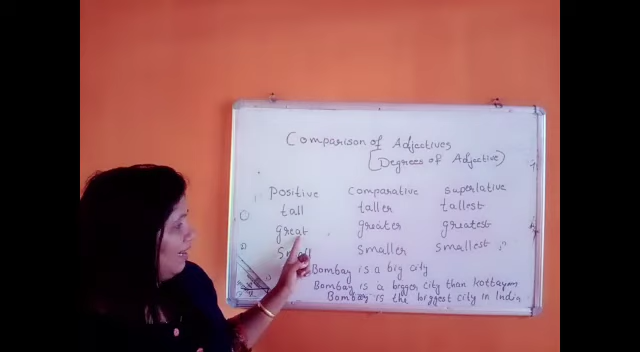 Comparison of Adjectives
(Degrees of Adjective)
Positive comparative superlative
tall taller tallest
great greater greatest
Small smaller smallest
Bombay is a big city
Bombay is a bigger city than Kottayam
Bombay is the biggest city in India